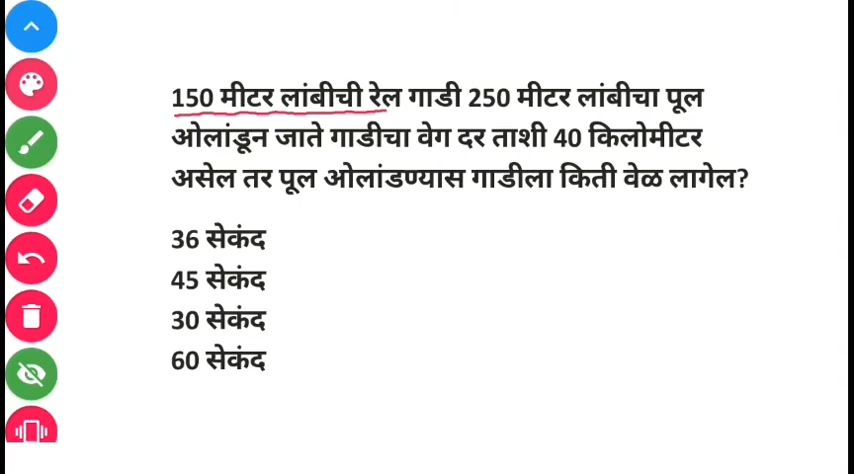 150 मीटर लांबीची रेल गाडी 250 मीटर लांबीचा पूल
ओलांडून जाते गाडीचा वेग दर ताशी 40 किलोमीटर
असेल तर पूल ओलांडण्यास गाडीला किती वेळ लागेल?
36 सेकंद
45 सेकंद
30 सेकंद
60 सेकंद